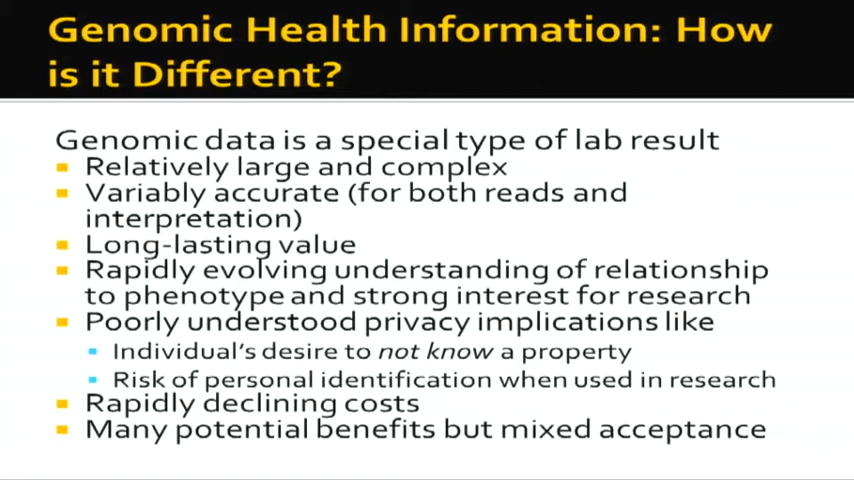 Genomic Health Information: How
is it Different?
Genomic data is a special type of lab result
Relatively large and complex
Variably accurate (for both reads and
interpretation)
Long-lasting value
Rapidly evolving understanding of relationship
to phenotype and strong interest for research
Poorly understood privacy implications like
Individual's desire to not know a property
Risk of personal identification when used in research
Rapidly declining costs
Many potential benefits but mixed acceptance